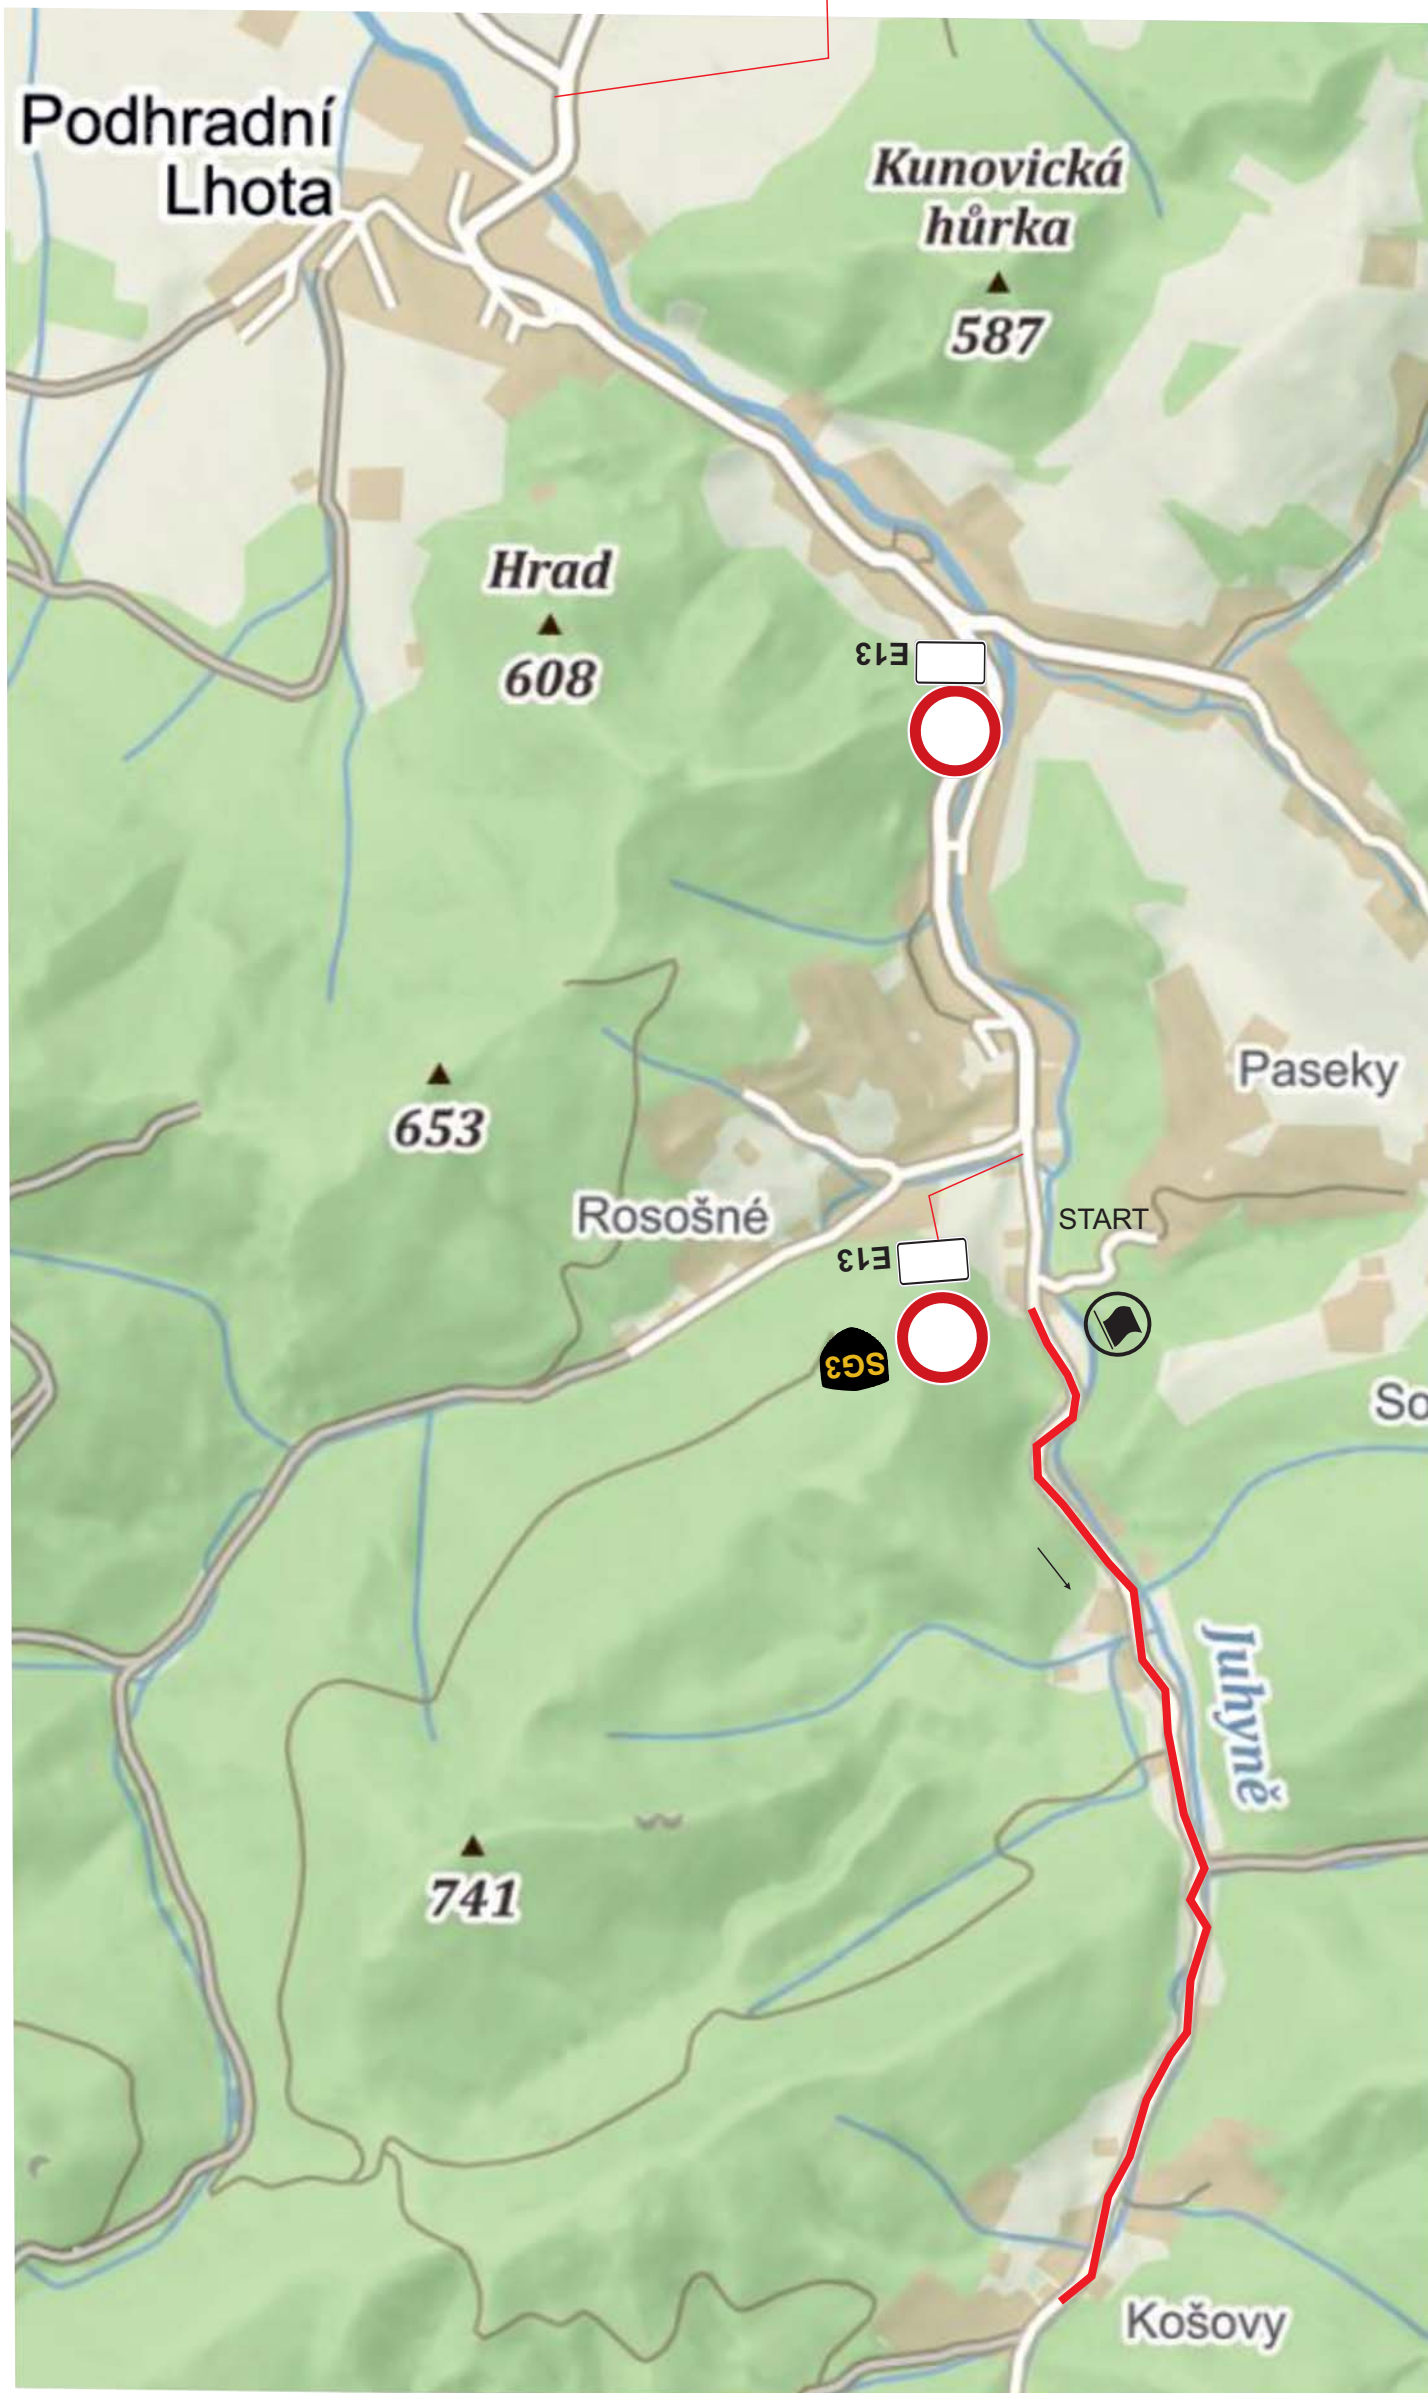 Podhradní
Lhota
Kunovická
hůrka
587
Hrad
608
E13
653
Paseky
Rosošné
START
E13
SG3
So
Juhyně
741
Košovy